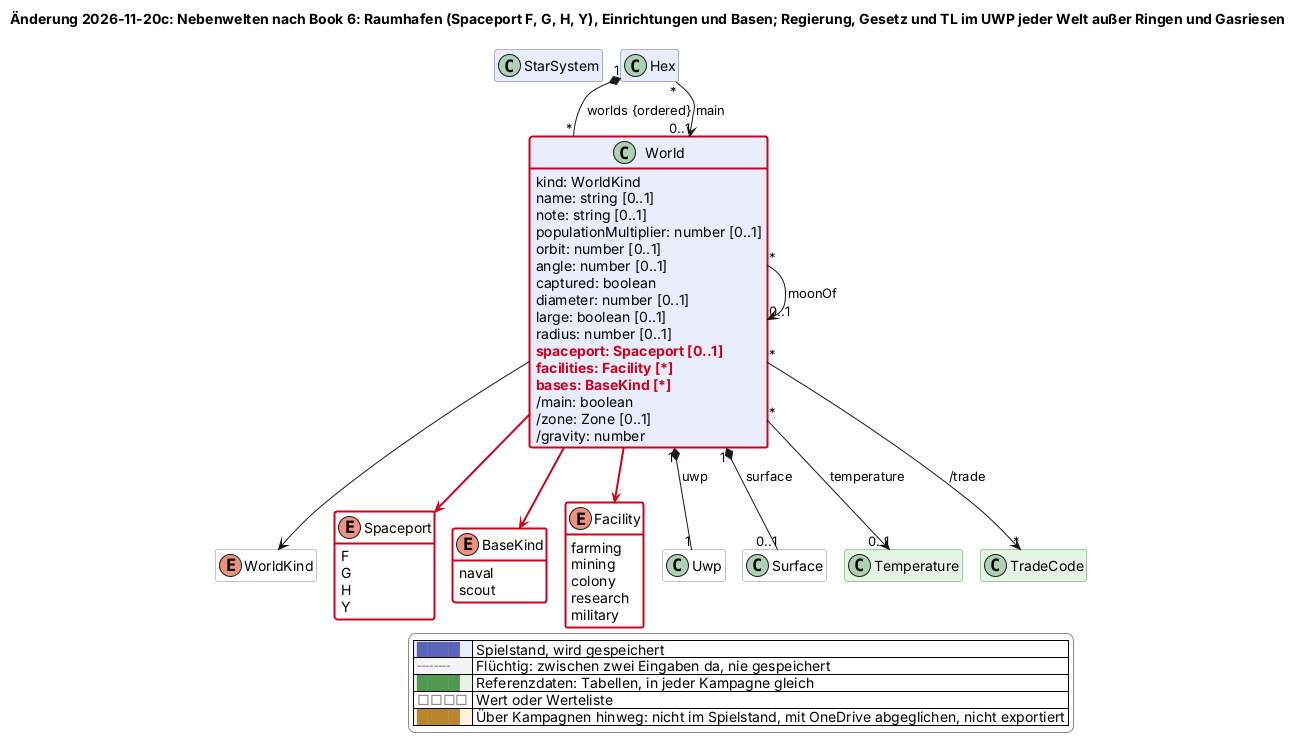 Änderung 2026-11-20c: Nebenwelten nach Book 6: Raumhafen (Spaceport F, G, H, Y), Einrichtungen und Basen; Regierung, Gesetz und TL im UWP jeder Welt außer Ringen und Gasriesen
C StarSystem
C Hex
1
*
worlds {ordered}
main
*
0..1
C World
kind: WorldKind
name: string [0..1]
note: string [0..1]
populationMultiplier: number [0..1]
orbit: number [0..1]
angle: number [0..1]
captured: boolean
diameter: number [0..1]
large: boolean [0..1]
radius: number [0..1]
spaceport: Spaceport [0..1]
facilities: Facility [*]
bases: BaseKind [*]
/main: boolean
/zone: Zone [0..1]
/gravity: number
*
moonOf
0..1
*
*
1
uwp
1
surface
temperature
/trade
1
0..1
0..1
*
E WorldKind
E Spaceport
F
G
H
Y
E BaseKind
naval
scout
E Facility
farming
mining
colony
research
military
C Uwp
C Surface
C Temperature
C TradeCode
Spielstand, wird gespeichert
Flüchtig: zwischen zwei Eingaben da, nie gespeichert
Referenzdaten: Tabellen, in jeder Kampagne gleich
Wert oder Werteliste
Über Kampagnen hinweg: nicht im Spielstand, mit OneDrive abgeglichen, nicht exportiert